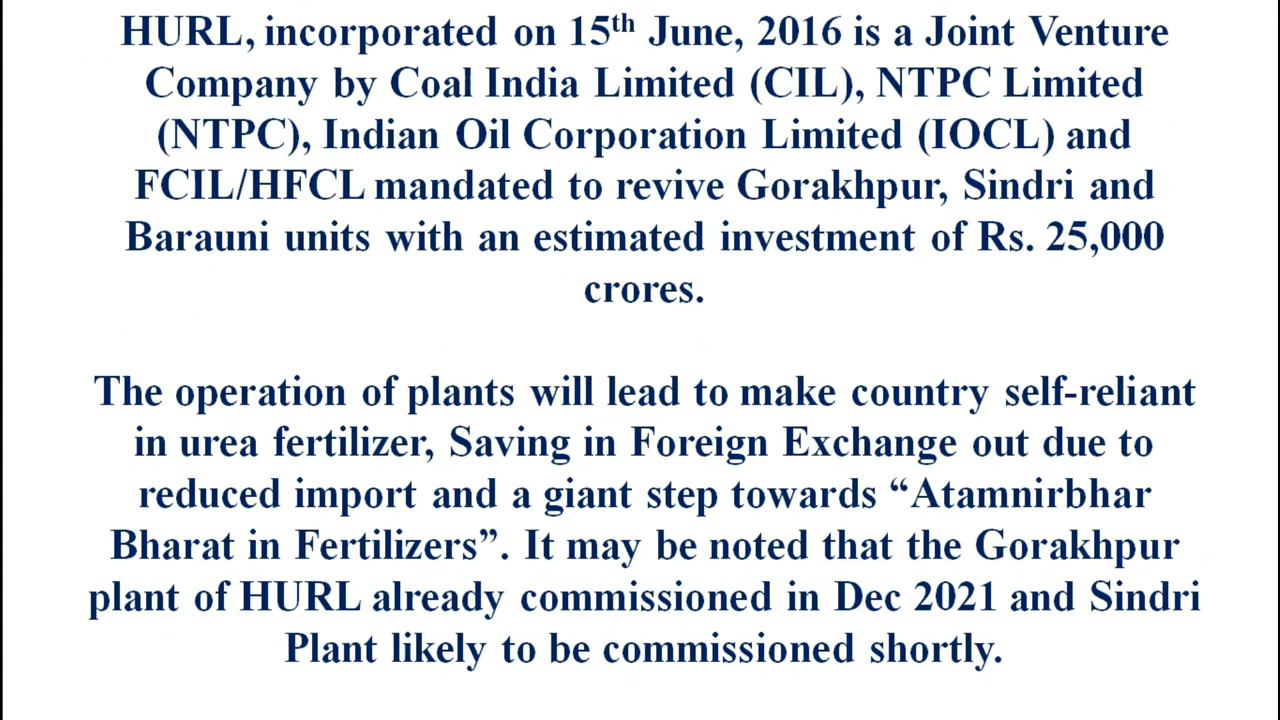 HURL, incorporated on 15th June, 2016 is a Joint Venture
Company by Coal India Limited (CIL), NTPC Limited
(NTPC), Indian Oil Corporation Limited (IOCL) and
FCIL/HFCL mandated to revive Gorakhpur, Sindri and
Barauni units with an estimated investment of Rs. 25,000
crores.
The operation of plants will lead to make country self-reliant
in urea fertilizer, Saving in Foreign Exchange out due to
reduced import and a giant step towards “Atamnirbhar
Bharat in Fertilizers”. It may be noted that the Gorakhpur
plant of HURL already commissioned in Dec 2021 and Sindri
Plant likely to be commissioned shortly.